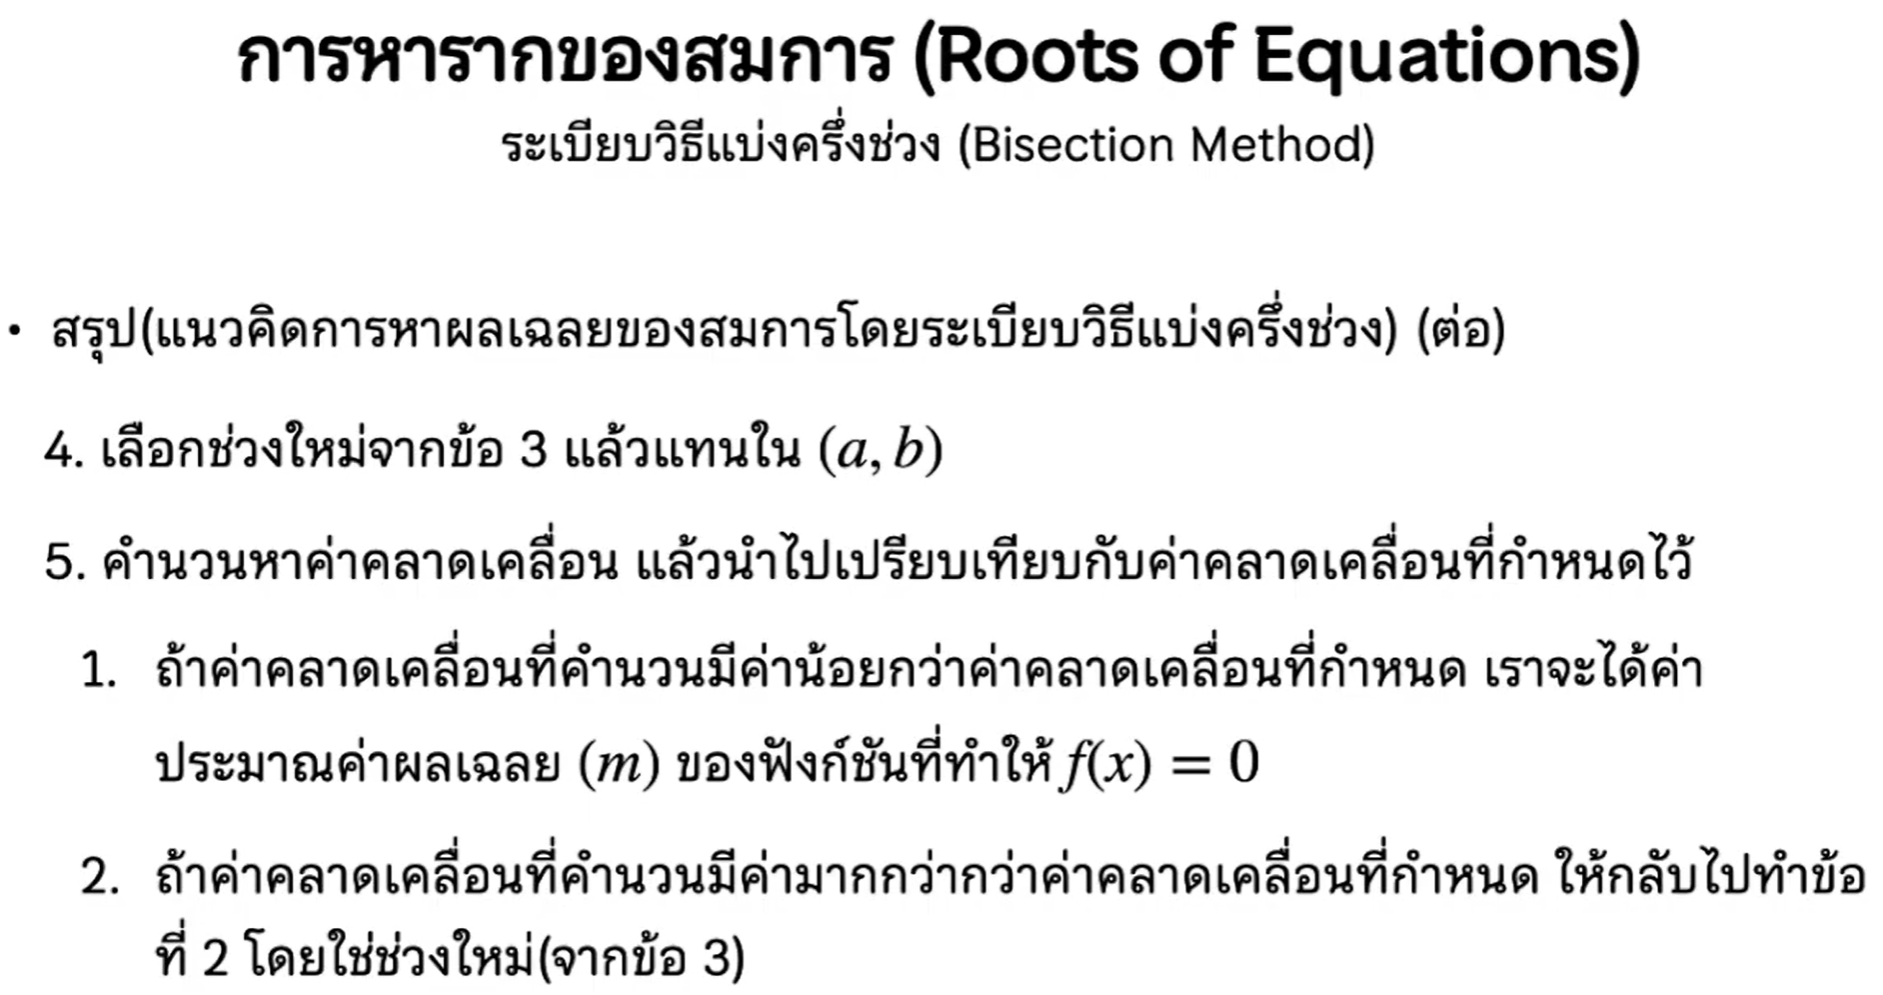 การหารากของสมการ (Roots of Equations)
ระเบียบวิธีแบ่งครึ่งช่วง (Bisection Method)
• สรุป(แนวคิดการหาผลเฉลยของสมการโดยระเบียบวิธีแบ่งครึ่งช่วง) (ต่อ)
4. เลือกช่วงใหม่จากข้อ 3 แล้วแทนใน (a, b)
5. คำนวนหาค่าคลาดเคลื่อน แล้วนำไปเปรียบเทียบกับค่าคลาดเคลื่อนที่กำหนดไว้
1. ถ้าค่าคลาดเคลื่อนที่คำนวนมีค่าน้อยกว่าค่าคลาดเคลื่อนที่กำหนด เราจะได้ค่า
ประมาณค่าผลเฉลย (m) ของฟังก์ชันที่ทำให้ f(x) = 0
2. ถ้าค่าคลาดเคลื่อนที่คำนวนมีค่ามากกว่ากว่าค่าคลาดเคลื่อนที่กำหนด ให้กลับไปทำข้อ
ที่ 2 โดยใช่ช่วงใหม่(จากข้อ 3)